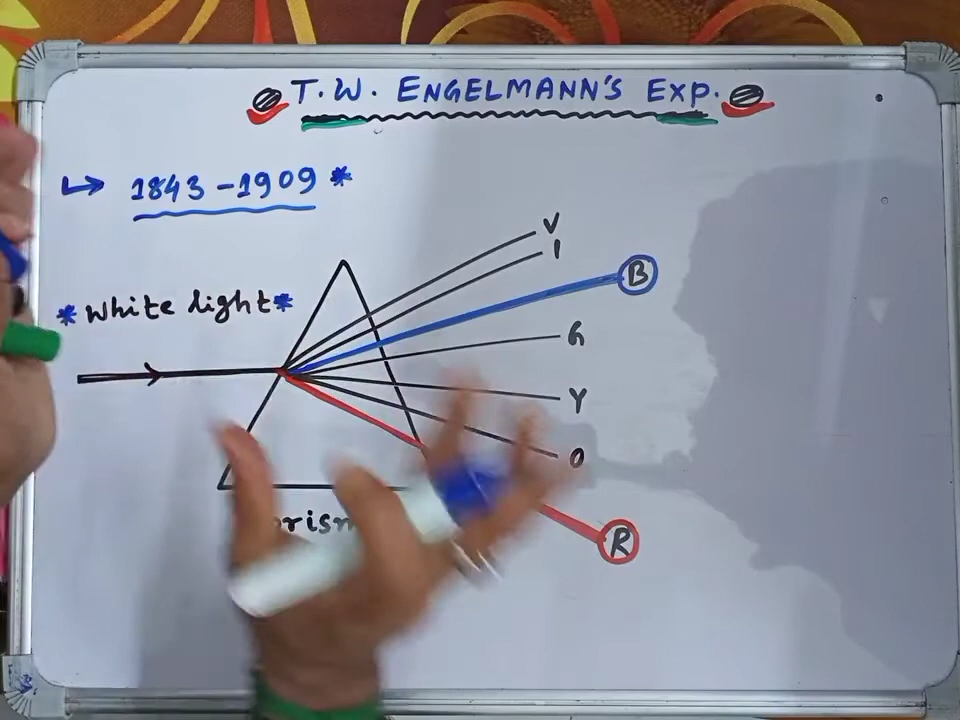 T.W. ENGELMANN'S EXP.
↳ 1843-1909 *
V
I
B
*White light*
G
Y
O
R